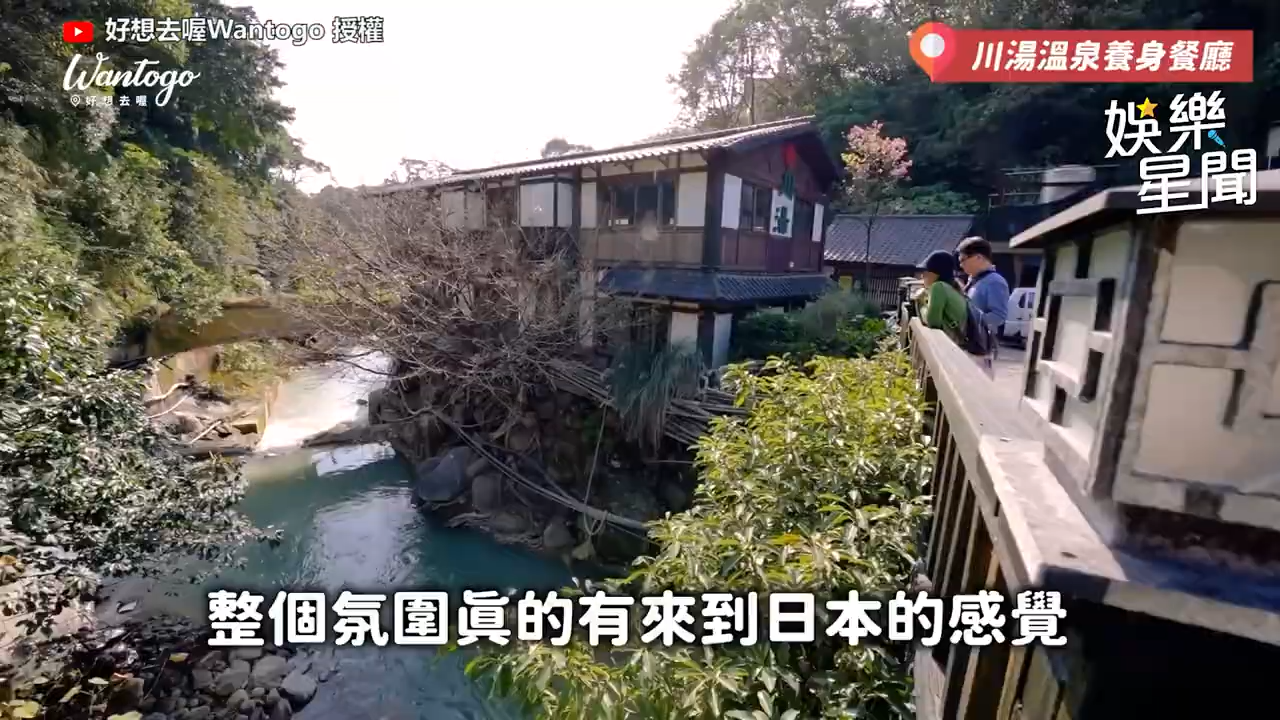 好想去喔Wantogo 授權
Wantogo
好想去喔
川湯溫泉養身餐廳
娛樂
星聞
川湯
整個氛圍真的有來到日本的感覺